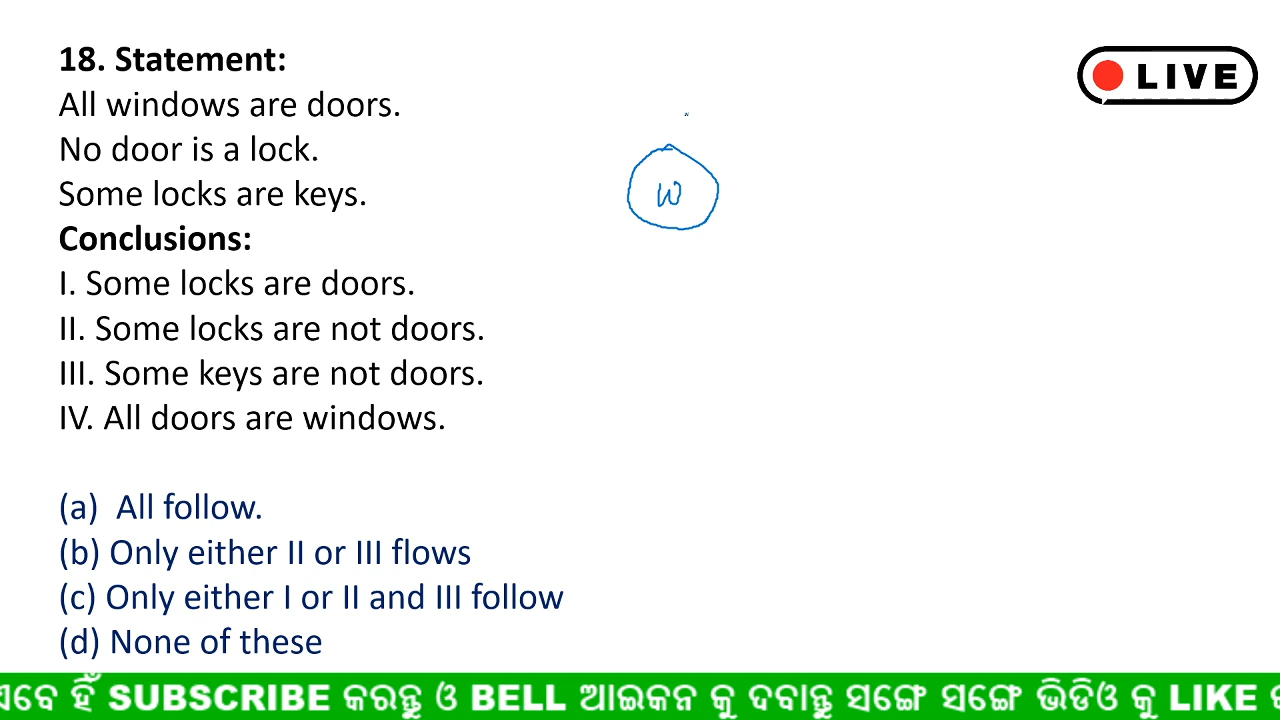 18. Statement:
All windows are doors.
No door is a lock.
Some locks are keys.
Conclusions:
I. Some locks are doors.
II. Some locks are not doors.
III. Some keys are not doors.
IV. All doors are windows.
(a) All follow.
(b) Only either II or III flows
(c) Only either I or II and III follow
(d) None of these
LIVE
W
ଏବେ ହିଁ SUBSCRIBE କରନ୍ତୁ ଓ BELL ଆଇକନ କୁ ଦବାନ୍ତୁ ସଙ୍ଗେ ସଙ୍ଗେ ଭିଡିଓ କୁ LIKE